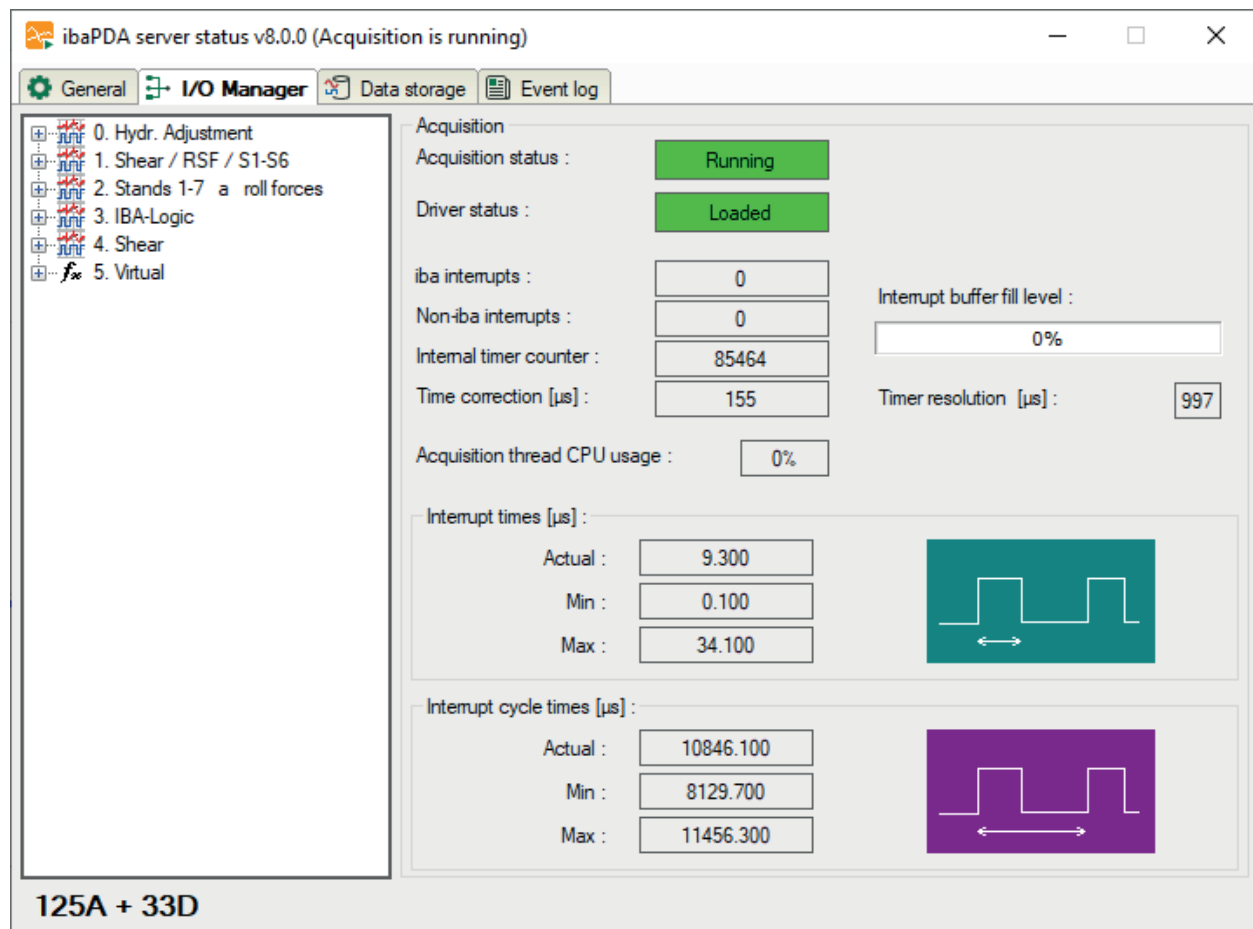 ibaPDA server status v8.0.0 (Acquisition is running)
General I/O Manager Data storage Event log
0. Hydr. Adjustment
1. Shear / RSF / S1-S6
2. Stands 1-7 a roll forces
3. IBA-Logic
4. Shear
fx 5. Virtual
Acquisition
Acquisition status : Running
Driver status : Loaded
iba interrupts : 0
Non-iba interrupts : 0
Internal timer counter : 85464
Time correction [µs] : 155
Interrupt buffer fill level :
0%
Timer resolution [µs] : 997
Acquisition thread CPU usage : 0%
Interrupt times [µs] :
Actual : 9.300
Min : 0.100
Max : 34.100
Interrupt cycle times [µs] :
Actual : 10846.100
Min : 8129.700
Max : 11456.300
125A + 33D